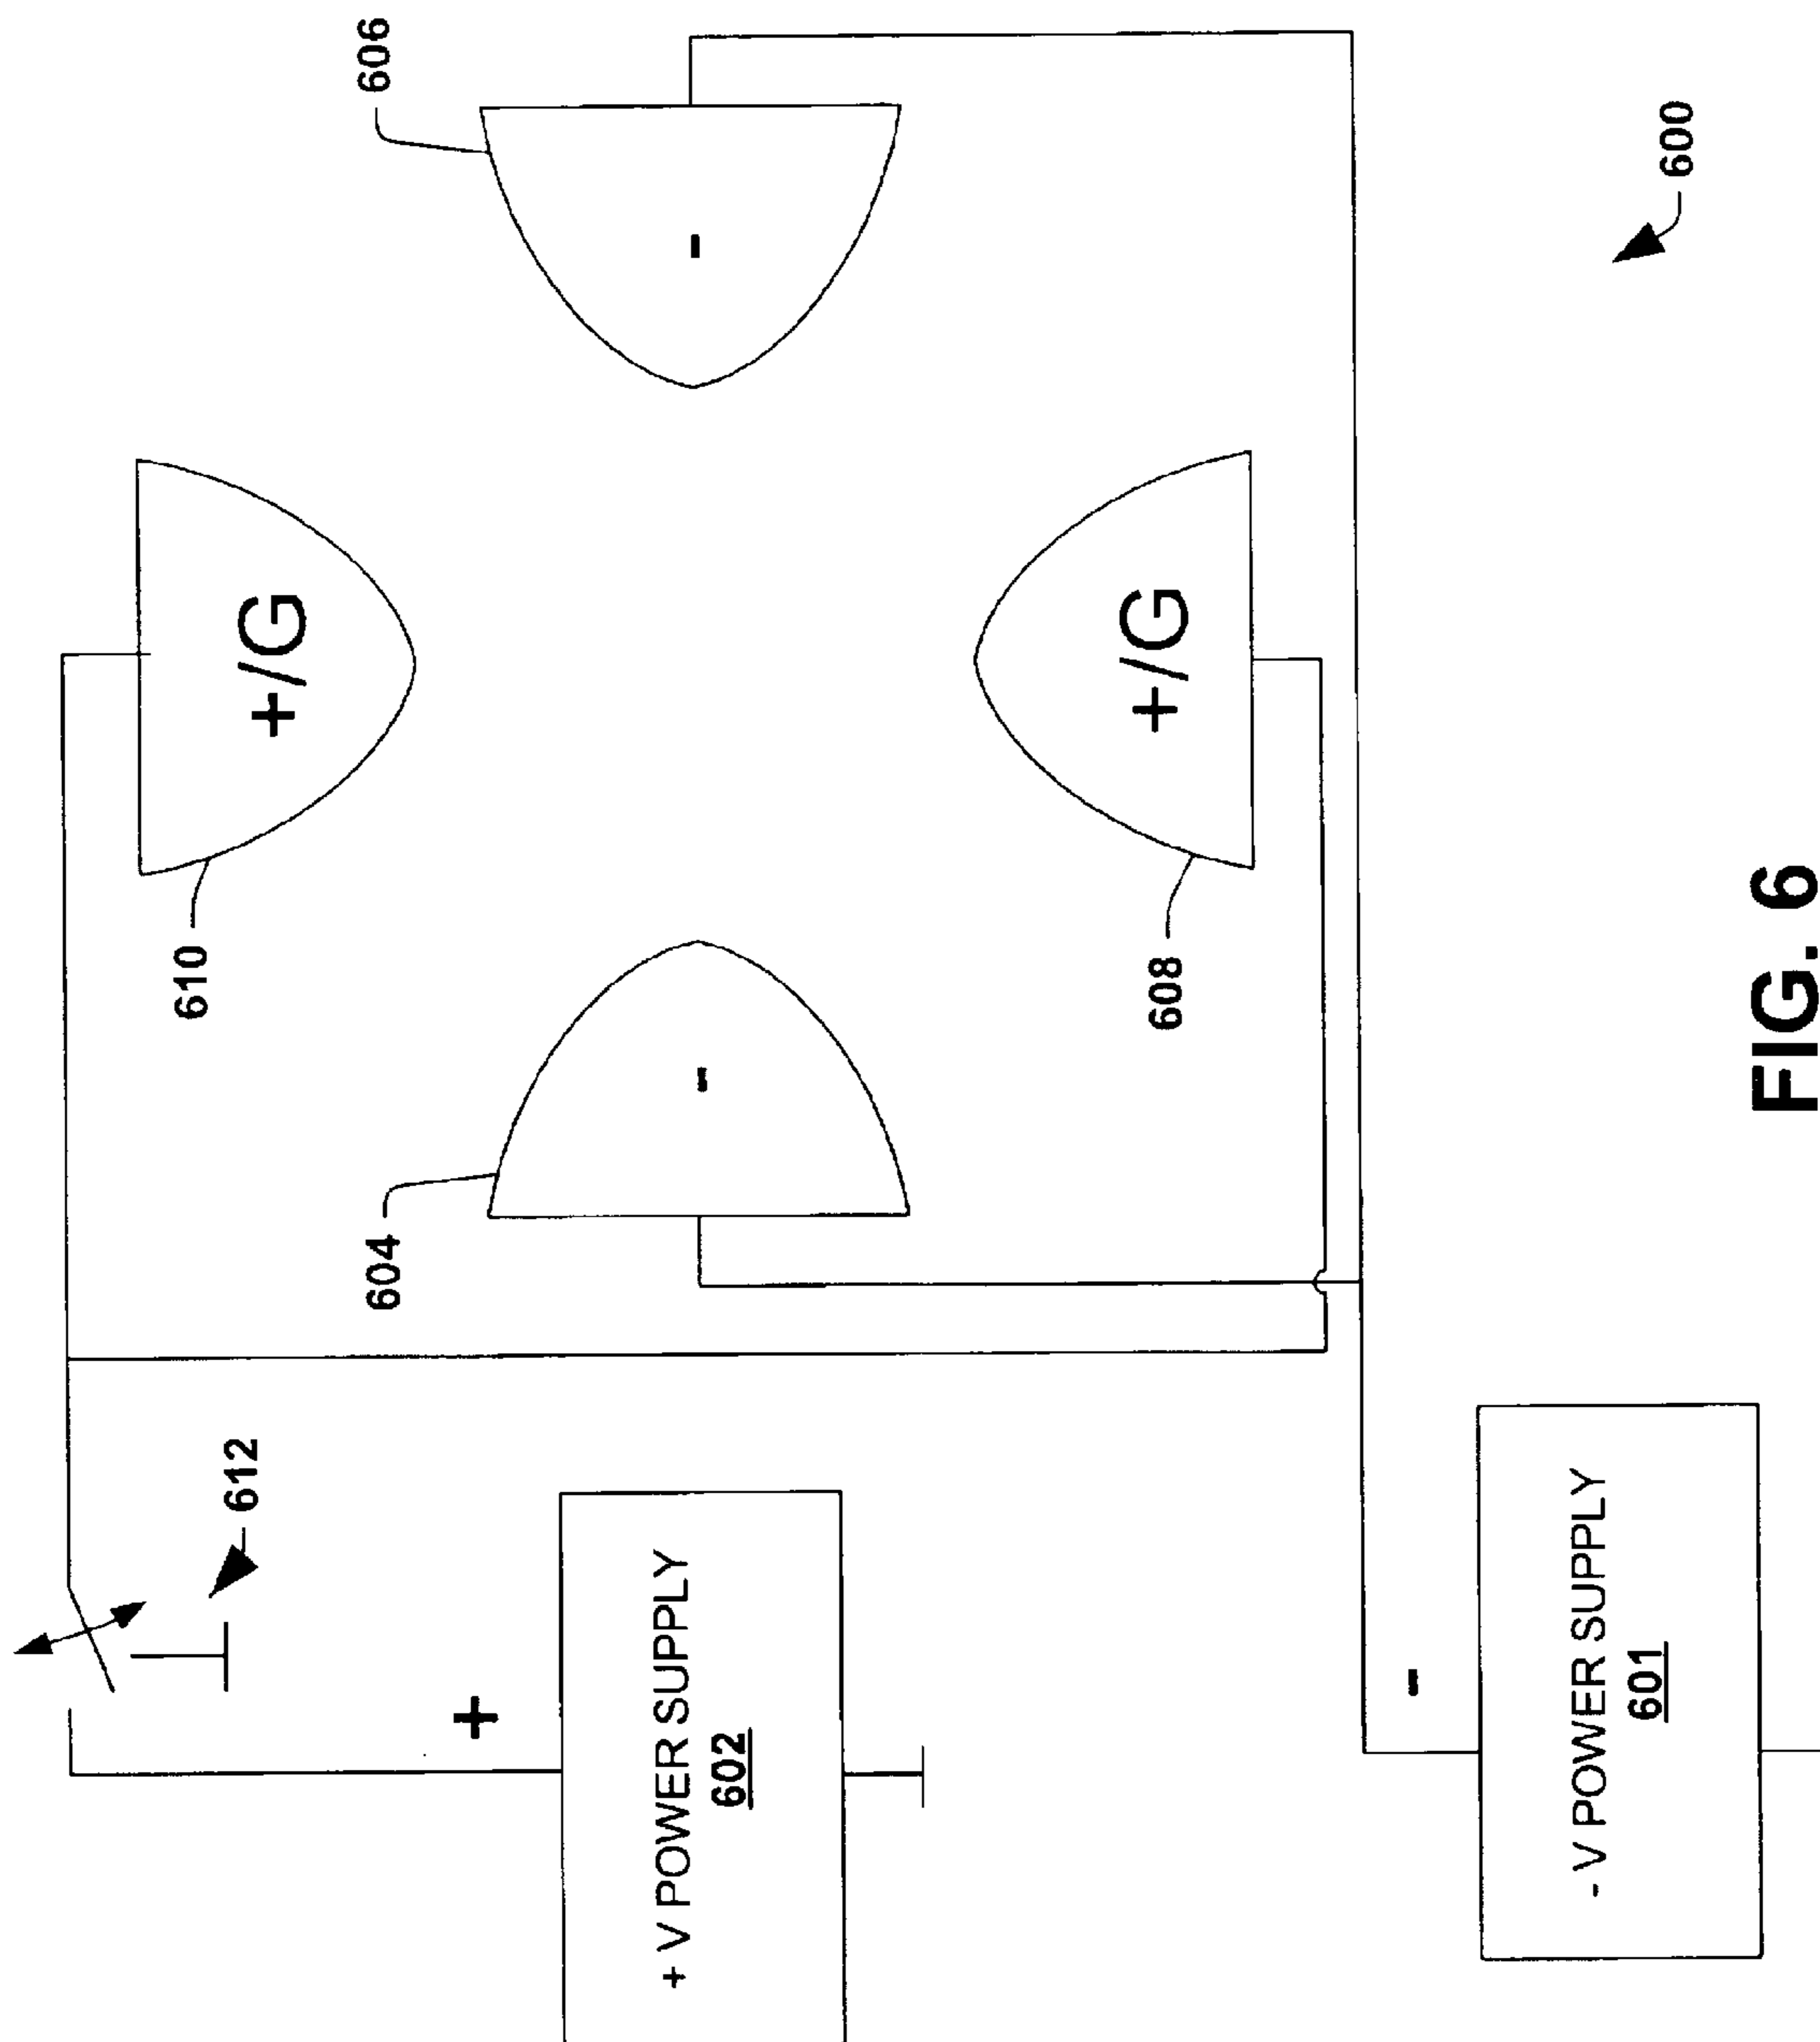 606
600
-
+/G
+/G
610
608
-
604
612
+
+ V POWER SUPPLY
602
-
- V POWER SUPPLY
601
FIG. 6